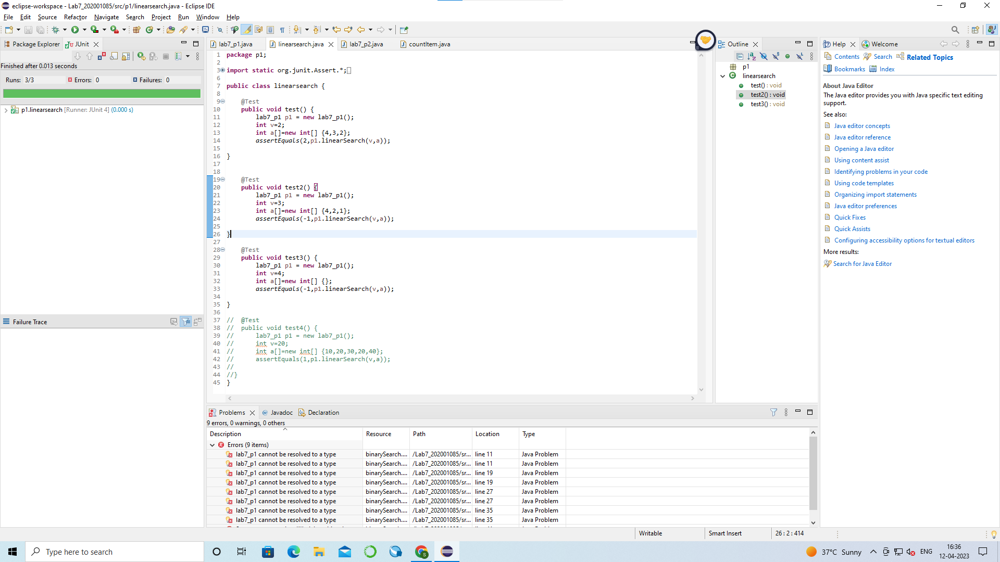 eclipse-workspace - Lab7_202001085/src/p1/linearsearch.java - Eclipse IDE
File Edit Source Refactor Navigate Search Project Run Window Help
Package Explorer JUnit
Finished after 0.013 seconds
Runs: 3/3 Errors: 0 Failures: 0
p1.linearsearch [Runner: JUnit 4] (0.000 s)
Failure Trace
lab7_p1.java linearsearch.java lab7_p2.java countItem.java
1 package p1;
2
3 import static org.junit.Assert.*;
6
7 public class linearsearch {
8
9 @Test
10 public void test() {
11 lab7_p1 p1 = new lab7_p1();
12 int v=2;
13 int a[]=new int[] {4,3,2};
14 assertEquals(2,p1.linearSearch(v,a));
15
16 }
17
18
19 @Test
20 public void test2() {
21 lab7_p1 p1 = new lab7_p1();
22 int v=3;
23 int a[]=new int[] {4,2,1};
24 assertEquals(-1,p1.linearSearch(v,a));
25
26 }
27
28 @Test
29 public void test3() {
30 lab7_p1 p1 = new lab7_p1();
31 int v=4;
32 int a[]=new int[] {};
33 assertEquals(-1,p1.linearSearch(v,a));
34
35 }
36
37 // @Test
38 // public void test4() {
39 // lab7_p1 p1 = new lab7_p1();
40 // int v=20;
41 // int a[]=new int[] {10,20,30,20,40};
42 // assertEquals(1,p1.linearSearch(v,a));
43 //
44 //}
45 }
Outline
p1
linearsearch
test() : void
test2() : void
test3() : void
Help Welcome
Contents Search Related Topics
Bookmarks Index
About Java Editor
The Java editor provides you with Java specific text editing
support.
See also:
Java editor concepts
Java editor reference
Opening a Java editor
Using content assist
Identifying problems in your code
Using code templates
Organizing import statements
Java editor preferences
Quick Fixes
Quick Assists
Configuring accessibility options for textual editors
More results:
Search for Java Editor
Problems @ Javadoc Declaration
9 errors, 0 warnings, 0 others
Description Resource Path Location Type
Errors (9 items)
lab7_p1 cannot be resolved to a type binarySearch.... /Lab7_202001085/sr... line 11 Java Problem
lab7_p1 cannot be resolved to a type binarySearch.... /Lab7_202001085/sr... line 11 Java Problem
lab7_p1 cannot be resolved to a type binarySearch.... /Lab7_202001085/sr... line 19 Java Problem
lab7_p1 cannot be resolved to a type binarySearch.... /Lab7_202001085/sr... line 19 Java Problem
lab7_p1 cannot be resolved to a type binarySearch.... /Lab7_202001085/sr... line 27 Java Problem
lab7_p1 cannot be resolved to a type binarySearch.... /Lab7_202001085/sr... line 27 Java Problem
lab7_p1 cannot be resolved to a type binarySearch.... /Lab7_202001085/sr... line 35 Java Problem
lab7_p1 cannot be resolved to a type binarySearch.... /Lab7_202001085/sr... line 35 Java Problem
Writable Smart Insert 26 : 2 : 414
Type here to search
37°C Sunny ENG
16:36
12-04-2023